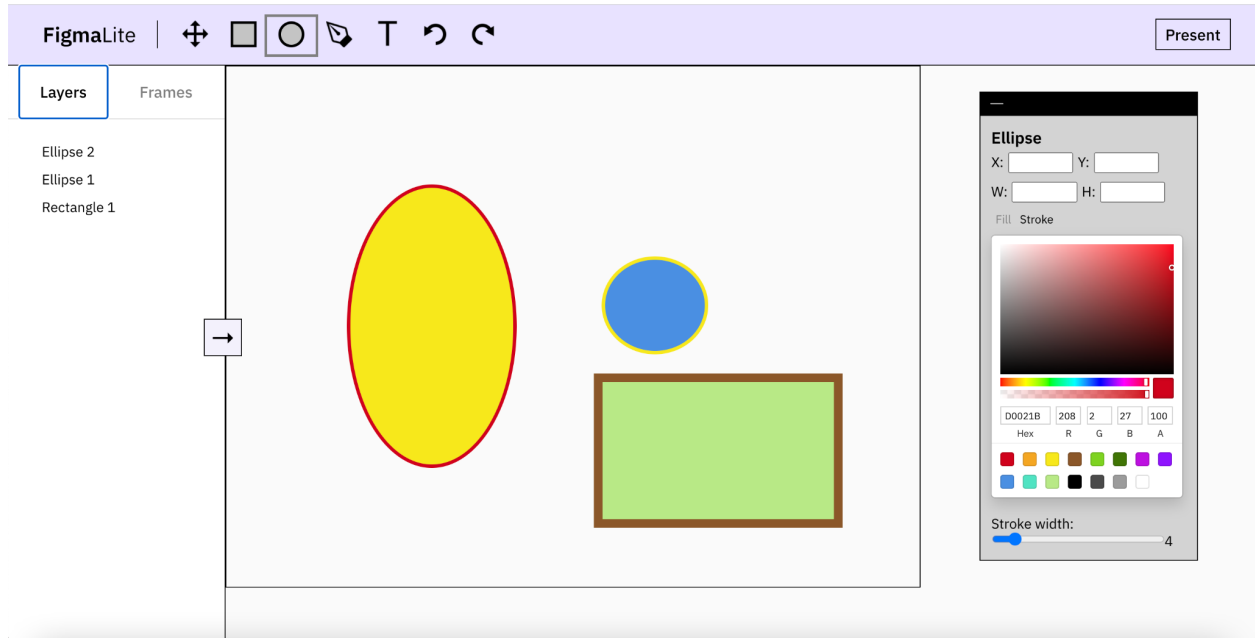 FigmaLite
T
Present
Layers Frames
Ellipse 2
Ellipse 1
Rectangle 1
Ellipse
X: Y:
W: H:
Fill Stroke
D0021B 208 2 27 100
Hex R G B A
Stroke width:
4